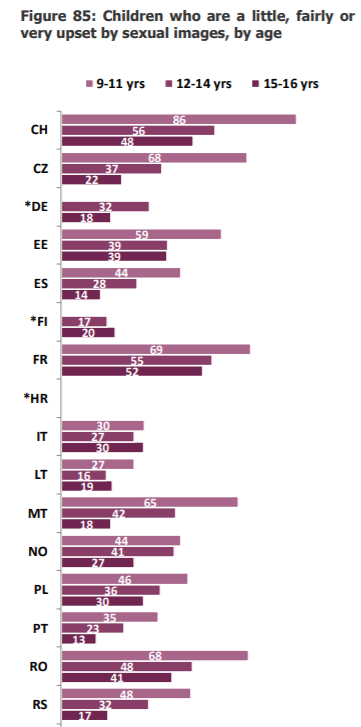 Figure 85: Children who are a little, fairly or
very upset by sexual images, by age
9-11 yrs 12-14 yrs 15-16 yrs
CH 86
56
48
CZ 68
37
22
*DE 32
18
EE 59
39
39
ES 44
28
14
*FI 17
20
FR 69
55
52
*HR
IT 30
27
30
LT 27
16
19
MT 65
42
18
NO 44
41
27
PL 46
36
30
PT 35
23
13
RO 68
48
41
RS 48
32
17